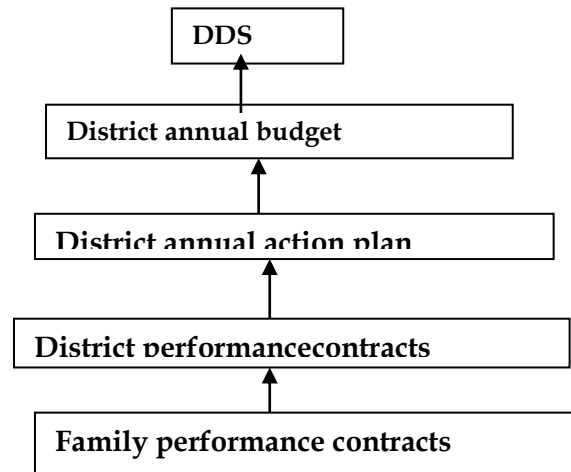 DDS
District annual budget
District annual action plan
District performancecontracts
Family performance contracts